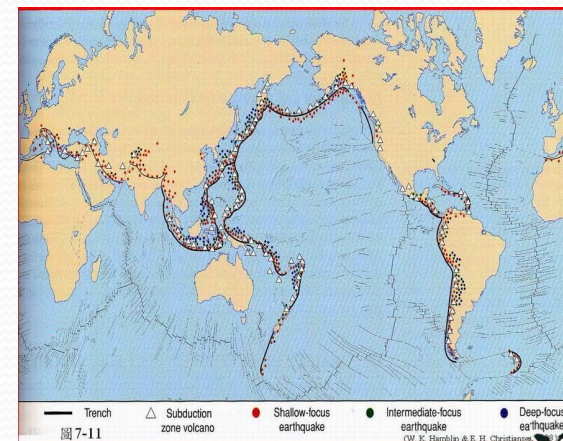 Trench
Subduction
zone volcano
Shallow-focus
earthquake
Intermediate-focus
earthquake
Deep-focus
earthquake
圖7-11
(W. K. Hamblin & E. H. Christiansen,